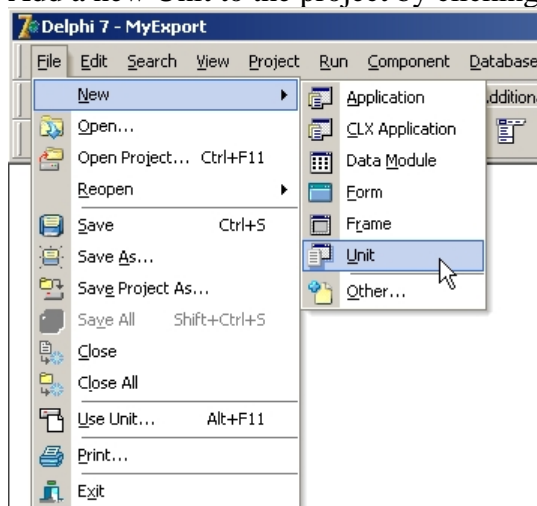 Add a new Unit to the project by clicking
Delphi 7 - MyExport
File Edit Search View Project Run Component Database
New
Open...
Open Project... Ctrl+F11
Reopen
Save Ctrl+S
Save As...
Save Project As...
Save All Shift+Ctrl+S
Close
Close All
Use Unit... Alt+F11
Print...
Exit
Application
CLX Application
Data Module
Form
Frame
Unit
Other...